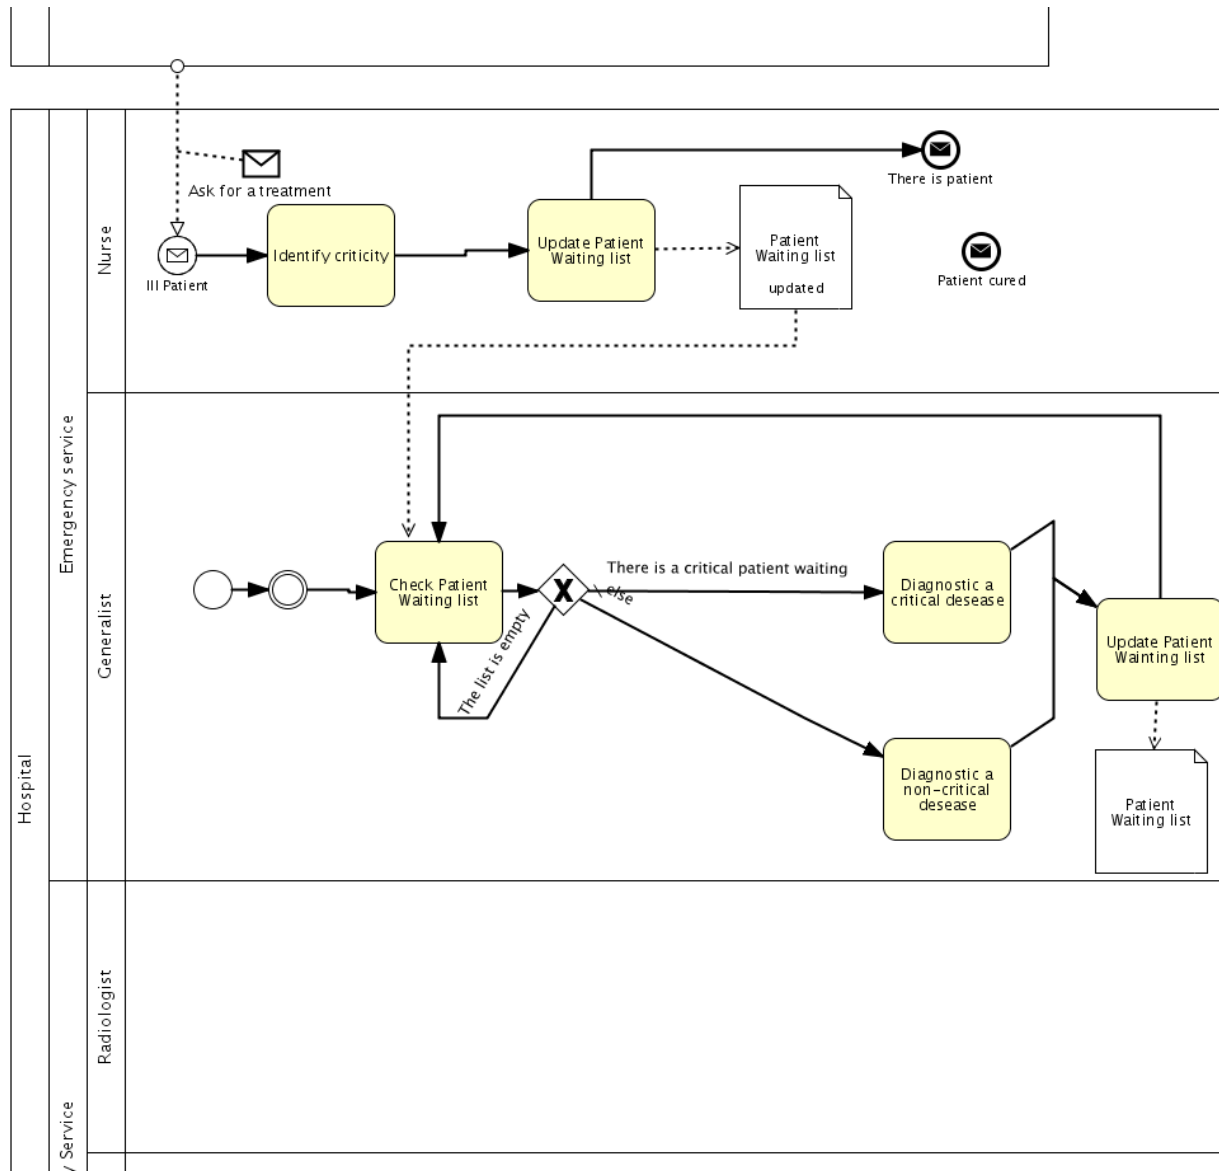 Hospital
Emergency service
Nurse
Ask for a treatment
Ill Patient
Identify criticity
Update Patient
Waiting list
Patient
Waiting list
updated
There is patient
Patient cured
Generalist
Check Patient
Waiting list
The list is empty
There is a critical patient waiting
else
Diagnostic a
critical desease
Diagnostic a
non-critical
desease
Update Patient
Wainting list
Patient
Waiting list
Radiologist
Service